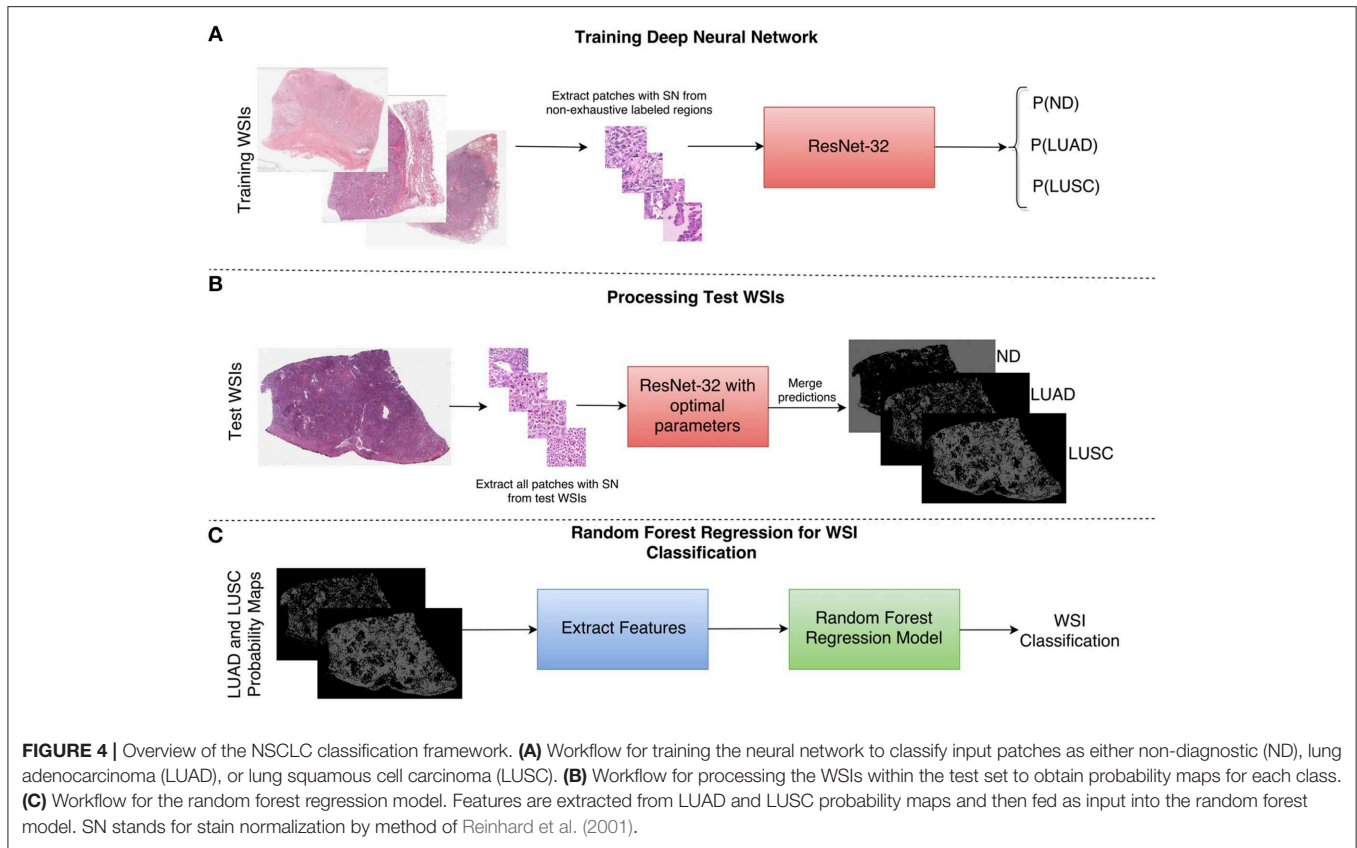 A
Training Deep Neural Network
Training WSIs
Extract patches with SN from
non-exhaustive labeled regions
ResNet-32
P(ND)
P(LUAD)
P(LUSC)
B
Processing Test WSIs
Test WSIs
Extract all patches with SN
from test WSIs
ResNet-32 with
optimal
parameters
Merge
predictions
ND
LUAD
LUSC
C
Random Forest Regression for WSI
Classification
LUAD and LUSC
Probability Maps
Extract Features
Random Forest
Regression Model
WSI
Classification
FIGURE 4 | Overview of the NSCLC classification framework. (A) Workflow for training the neural network to classify input patches as either non-diagnostic (ND), lung
adenocarcinoma (LUAD), or lung squamous cell carcinoma (LUSC). (B) Workflow for processing the WSIs within the test set to obtain probability maps for each class.
(C) Workflow for the random forest regression model. Features are extracted from LUAD and LUSC probability maps and then fed as input into the random forest
model. SN stands for stain normalization by method of Reinhard et al. (2001).